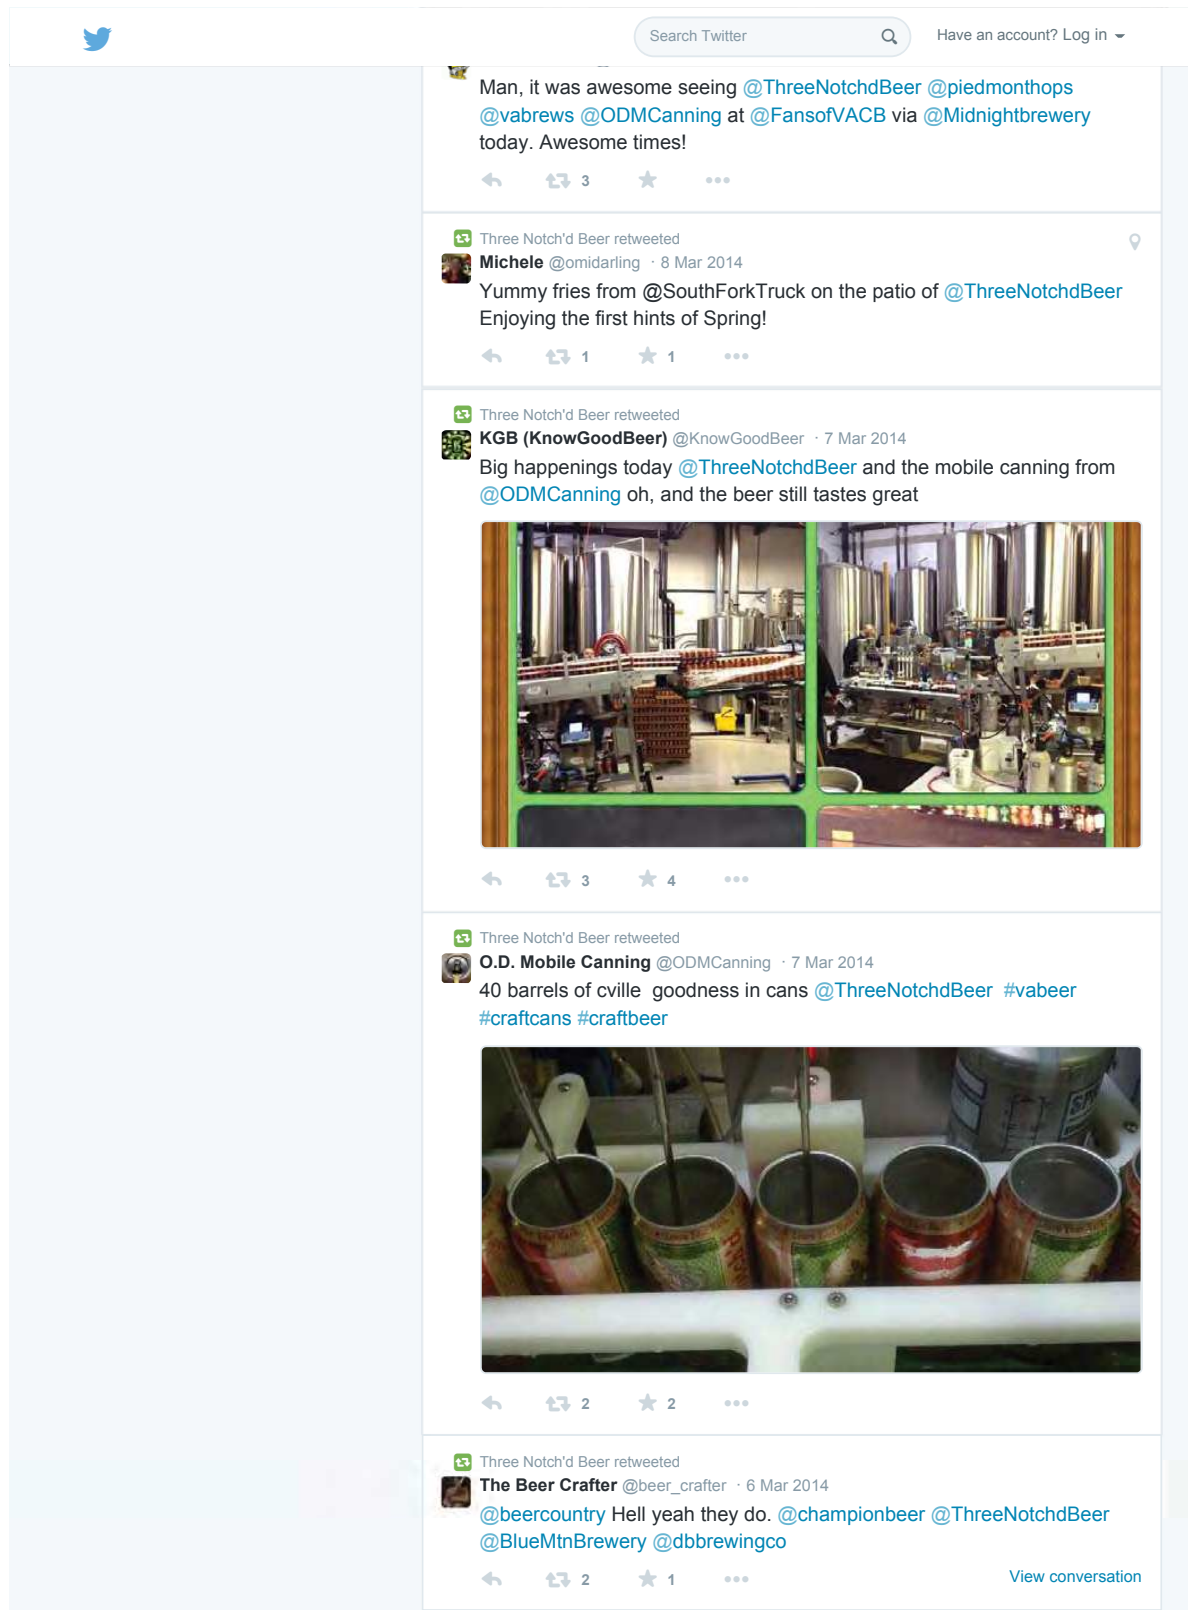 Search Twitter
Have an account? Log in
Man, it was awesome seeing @ThreeNotchdBeer @piedmonthops
@vabrews @ODMCanning at @FansofVACB via @Midnightbrewery
today. Awesome times!
3
Three Notch'd Beer retweeted
Michele @omidarling · 8 Mar 2014
Yummy fries from @SouthForkTruck on the patio of @ThreeNotchdBeer
Enjoying the first hints of Spring!
1 1
Three Notch'd Beer retweeted
KGB (KnowGoodBeer) @KnowGoodBeer · 7 Mar 2014
Big happenings today @ThreeNotchdBeer and the mobile canning from
@ODMCanning oh, and the beer still tastes great
3 4
Three Notch'd Beer retweeted
O.D. Mobile Canning @ODMCanning · 7 Mar 2014
40 barrels of cville goodness in cans @ThreeNotchdBeer #vabeer
#craftcans #craftbeer
2 2
Three Notch'd Beer retweeted
The Beer Crafter @beer_crafter · 6 Mar 2014
@beercountry Hell yeah they do. @championbeer @ThreeNotchdBeer
@BlueMtnBrewery @dbbrewingco
2 1
View conversation